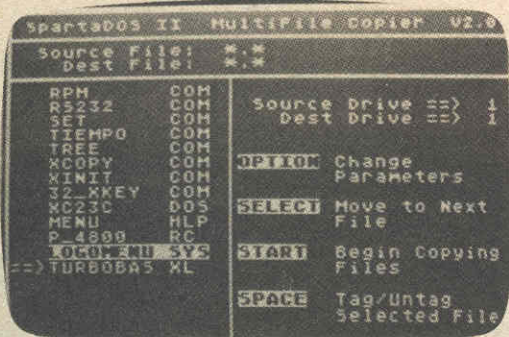 SpartaDOS II MultiFile Copier V2.0
Source File: *.*
Dest File: *.*
RPM COM
RS232 COM
SET COM
TIEMPO COM
TREE COM
XCOPY COM
XINIT COM
32_XKEY COM
XC23C DOS
MENU HLP
P_4800 RC
LOGOMENU SYS
==>TURBOBAS XL
Source Drive ==> 1
Dest Drive ==> 1
OPTION Change
Parameters
SELECT Move to Next
File
START Begin Copying
Files
SPACE Tag/Untag
Selected File